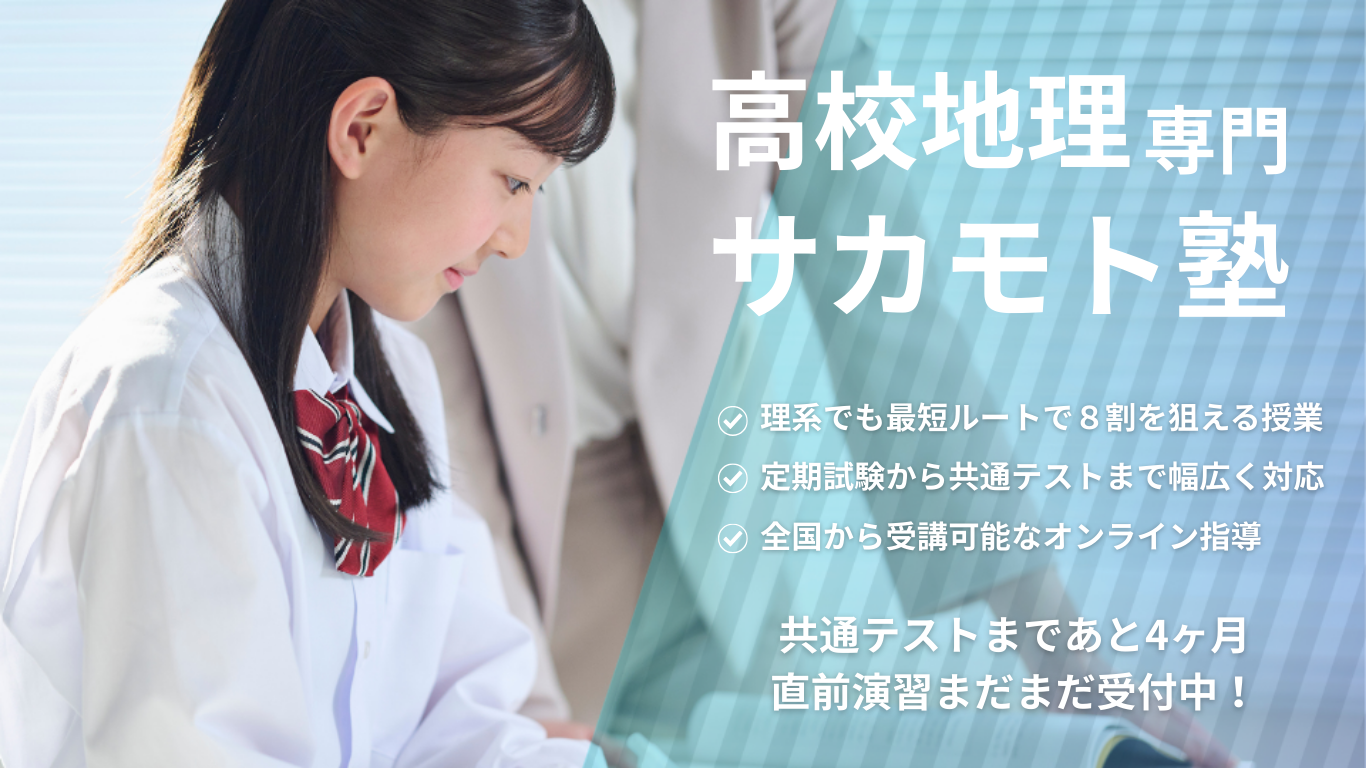 高校地理専門
サカモト塾
理系でも最短ルートで８割を狙える授業
定期試験から共通テストまで幅広く対応
全国から受講可能なオンライン指導
共通テストまであと4ヶ月
直前演習まだまだ受付中！